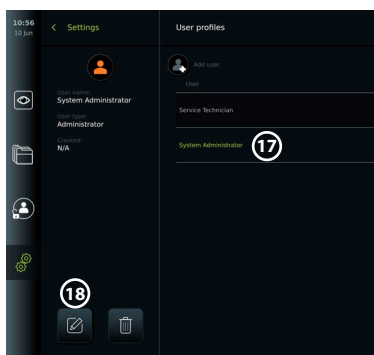 10:56
10 Jun
Settings
User name:
System Administrator
User type:
Administrator
Created:
N/A
18
User profiles
Add user
User
Service Technician
System Administrator
17